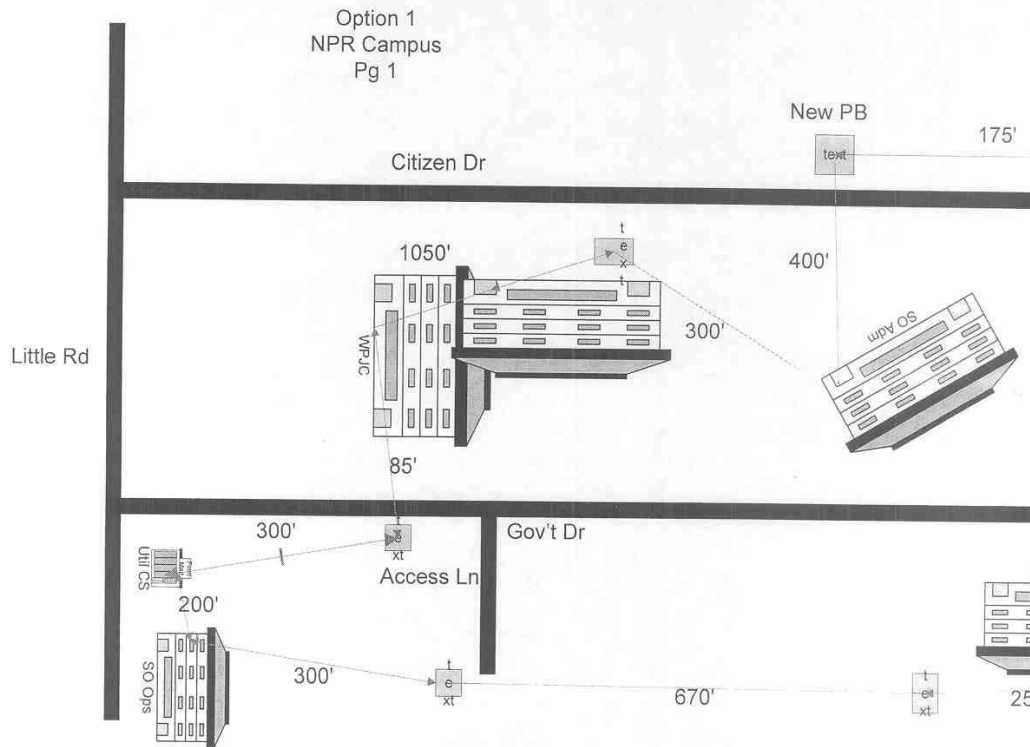 Option 1
NPR Campus
Pg 1
New PB
text
175'
Citizen Dr
t
e
x
t
1050'
400'
SO Adm
300'
WPJC
Little Rd
85'
t
e
xt
300'
Gov't Dr
Util CS
Access Ln
200'
SO Ops
300'
t
e
xt
670'
t
e
xt
25